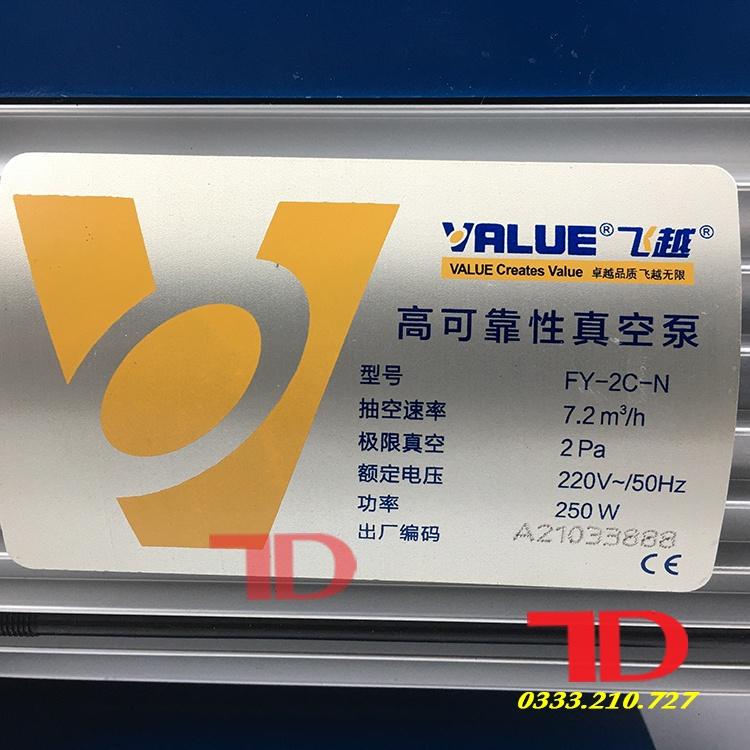 VALUE® 飞越®
VALUE Creates Value 卓越品质 飞越无限
高可靠性真空泵
型号 FY-2C-N
抽空速率 7.2 m³/h
极限真空 2 Pa
额定电压 220V~/50Hz
功率 250 W
出厂编码 A21033888
CE
TD
TD
0333.210.727